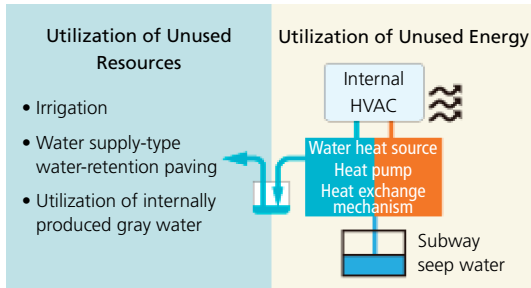 Utilization of Unused
Resources
• Irrigation
• Water supply-type
water-retention paving
• Utilization of internally
produced gray water
Utilization of Unused Energy
Internal
HVAC
Water heat source
Heat pump
Heat exchange
mechanism
Subway
seep water